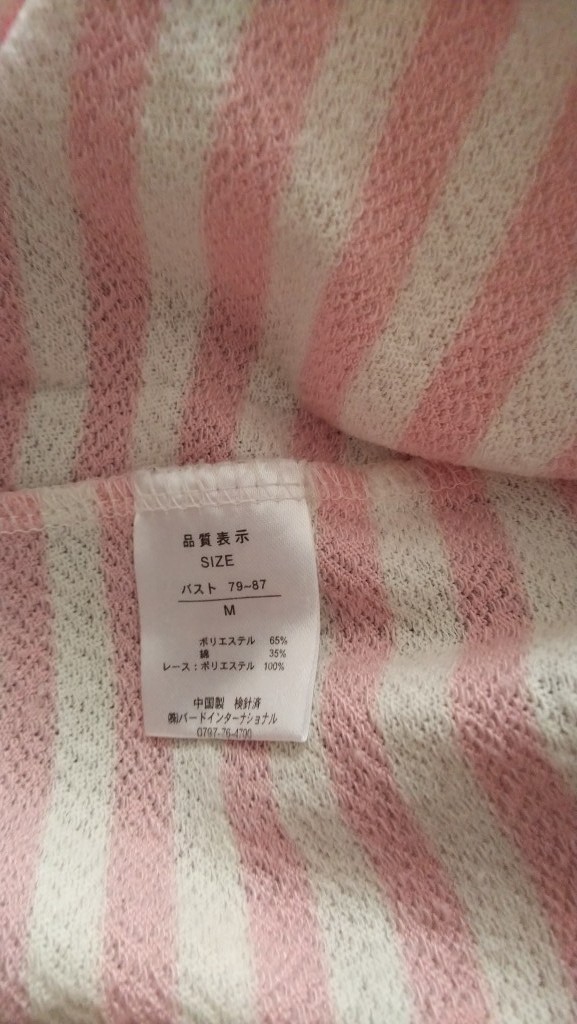 品質表示
SIZE
バスト 79~87
M
ポリエステル 65%
綿 35%
レース:ポリエステル 100%
中国製 検針済
㈱バードインターナショナル
0797-76-4700